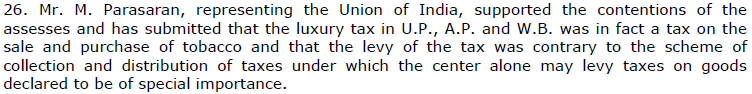 26. Mr. M. Parasaran, representing the Union of India, supported the contentions of the
assesses and has submitted that the luxury tax in U.P., A.P. and W.B. was in fact a tax on the
sale and purchase of tobacco and that the levy of the tax was contrary to the scheme of
collection and distribution of taxes under which the center alone may levy taxes on goods
declared to be of special importance.